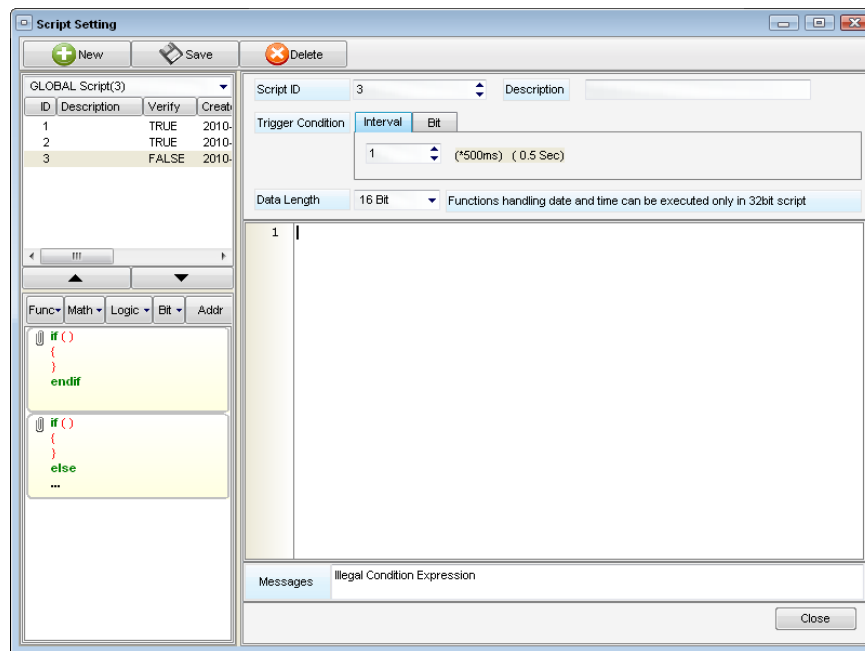 Script Setting
New Save Delete
GLOBAL Script(3)
ID Description Verify Creat
1 TRUE 2010-
2 TRUE 2010-
3 FALSE 2010-
Func Math Logic Bit Addr
if ( )
{
}
endif
if ( )
{
}
else
...
Script ID 3 Description
Trigger Condition Interval Bit
1 (*500ms) ( 0.5 Sec)
Data Length 16 Bit Functions handling date and time can be executed only in 32bit script
1
Messages Illegal Condition Expression
Close